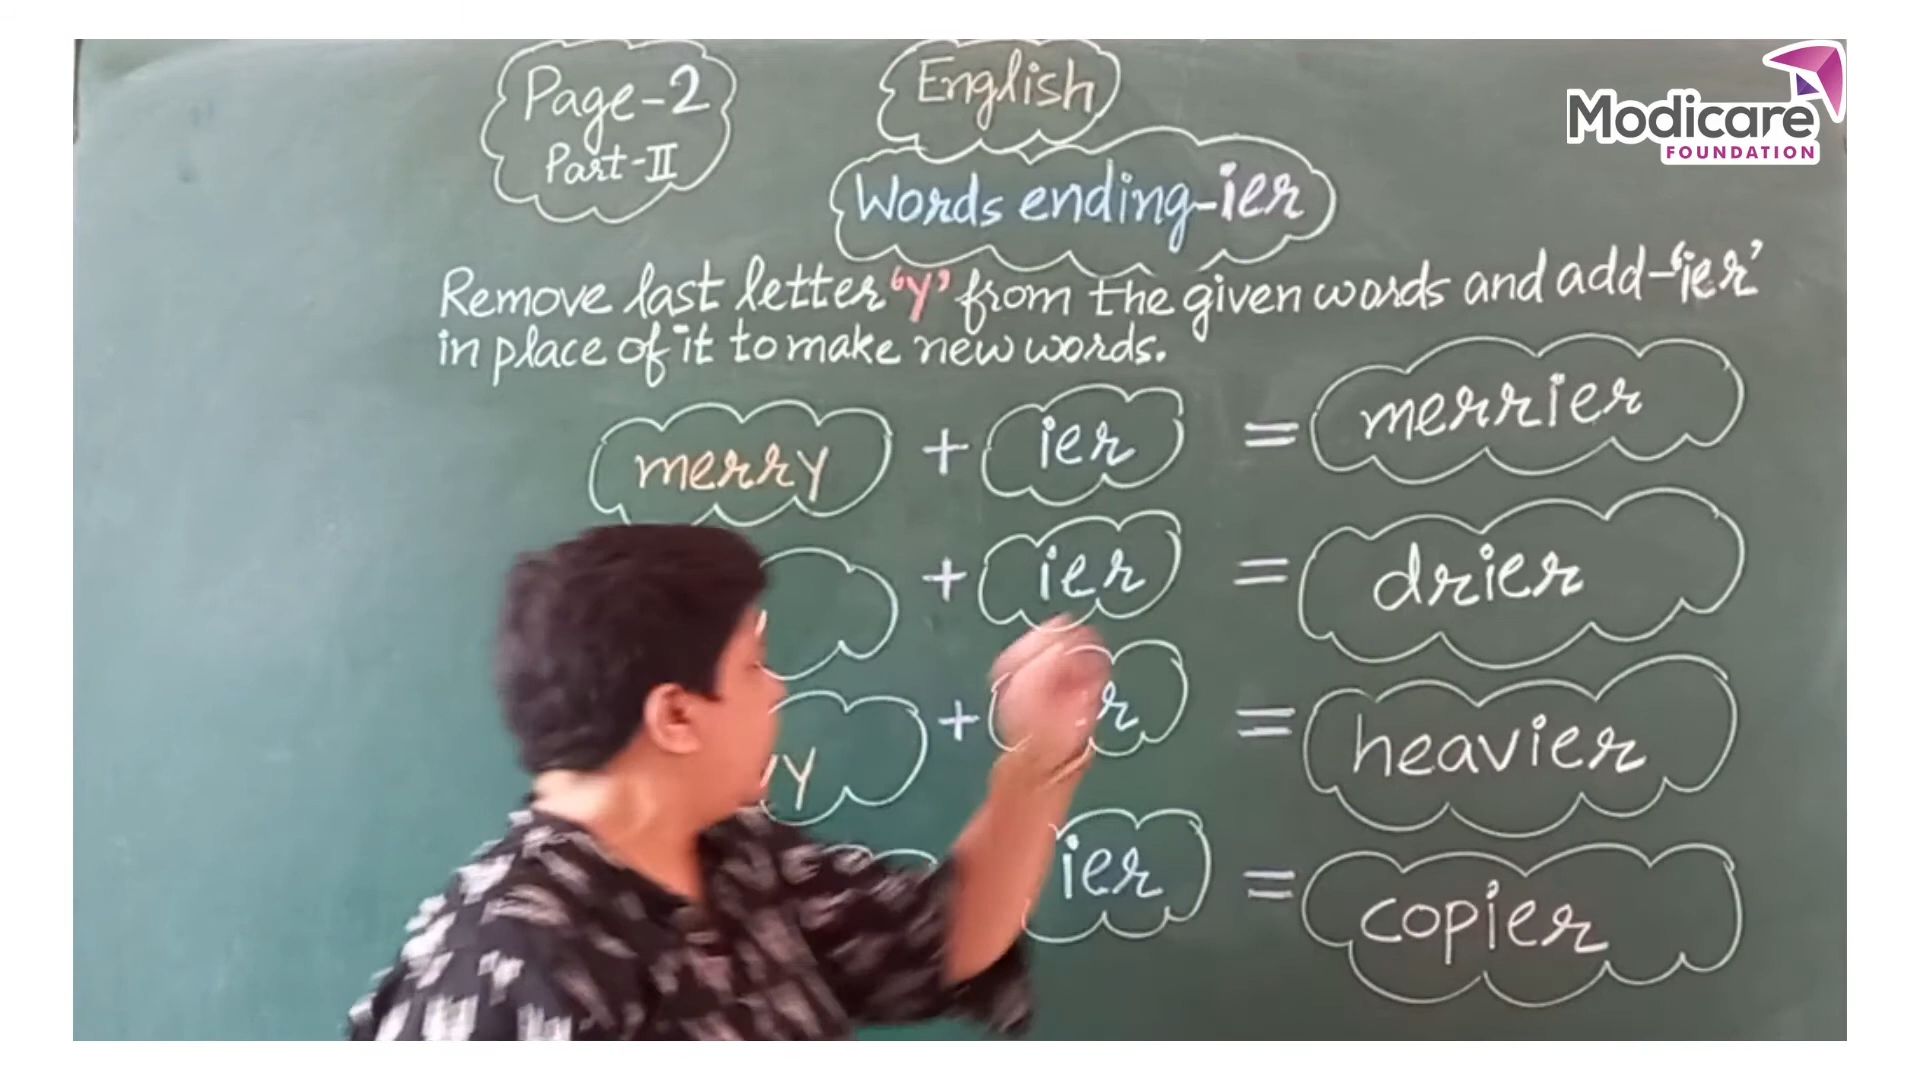 Page-2
Part-II
English
Modicare
FOUNDATION
Words ending-ier
Remove last letter 'y' from the given words and add-'ier'
in place of it to make new words.
merry + ier = merrier
+ ier = drier
+ = heavier
ier = copier